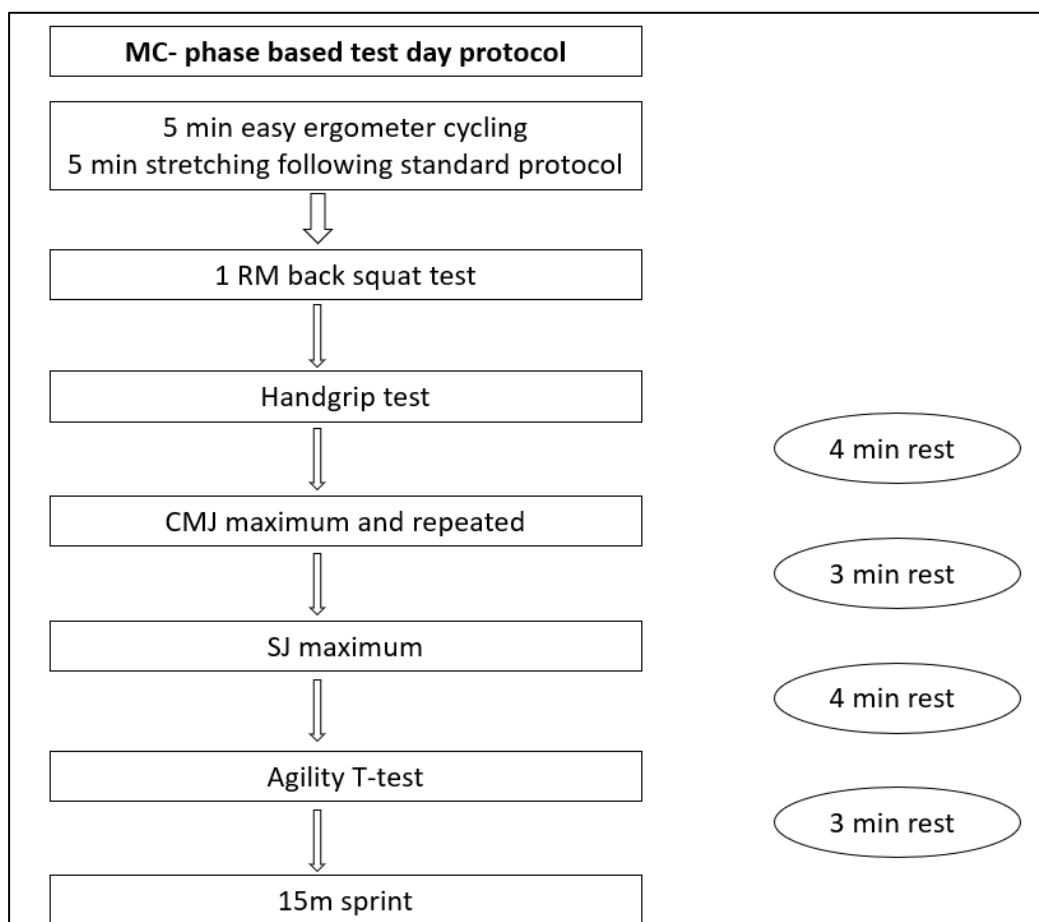 MC- phase based test day protocol
5 min easy ergometer cycling
5 min stretching following standard protocol
1 RM back squat test
Handgrip test
4 min rest
CMJ maximum and repeated
3 min rest
SJ maximum
4 min rest
Agility T-test
3 min rest
15m sprint